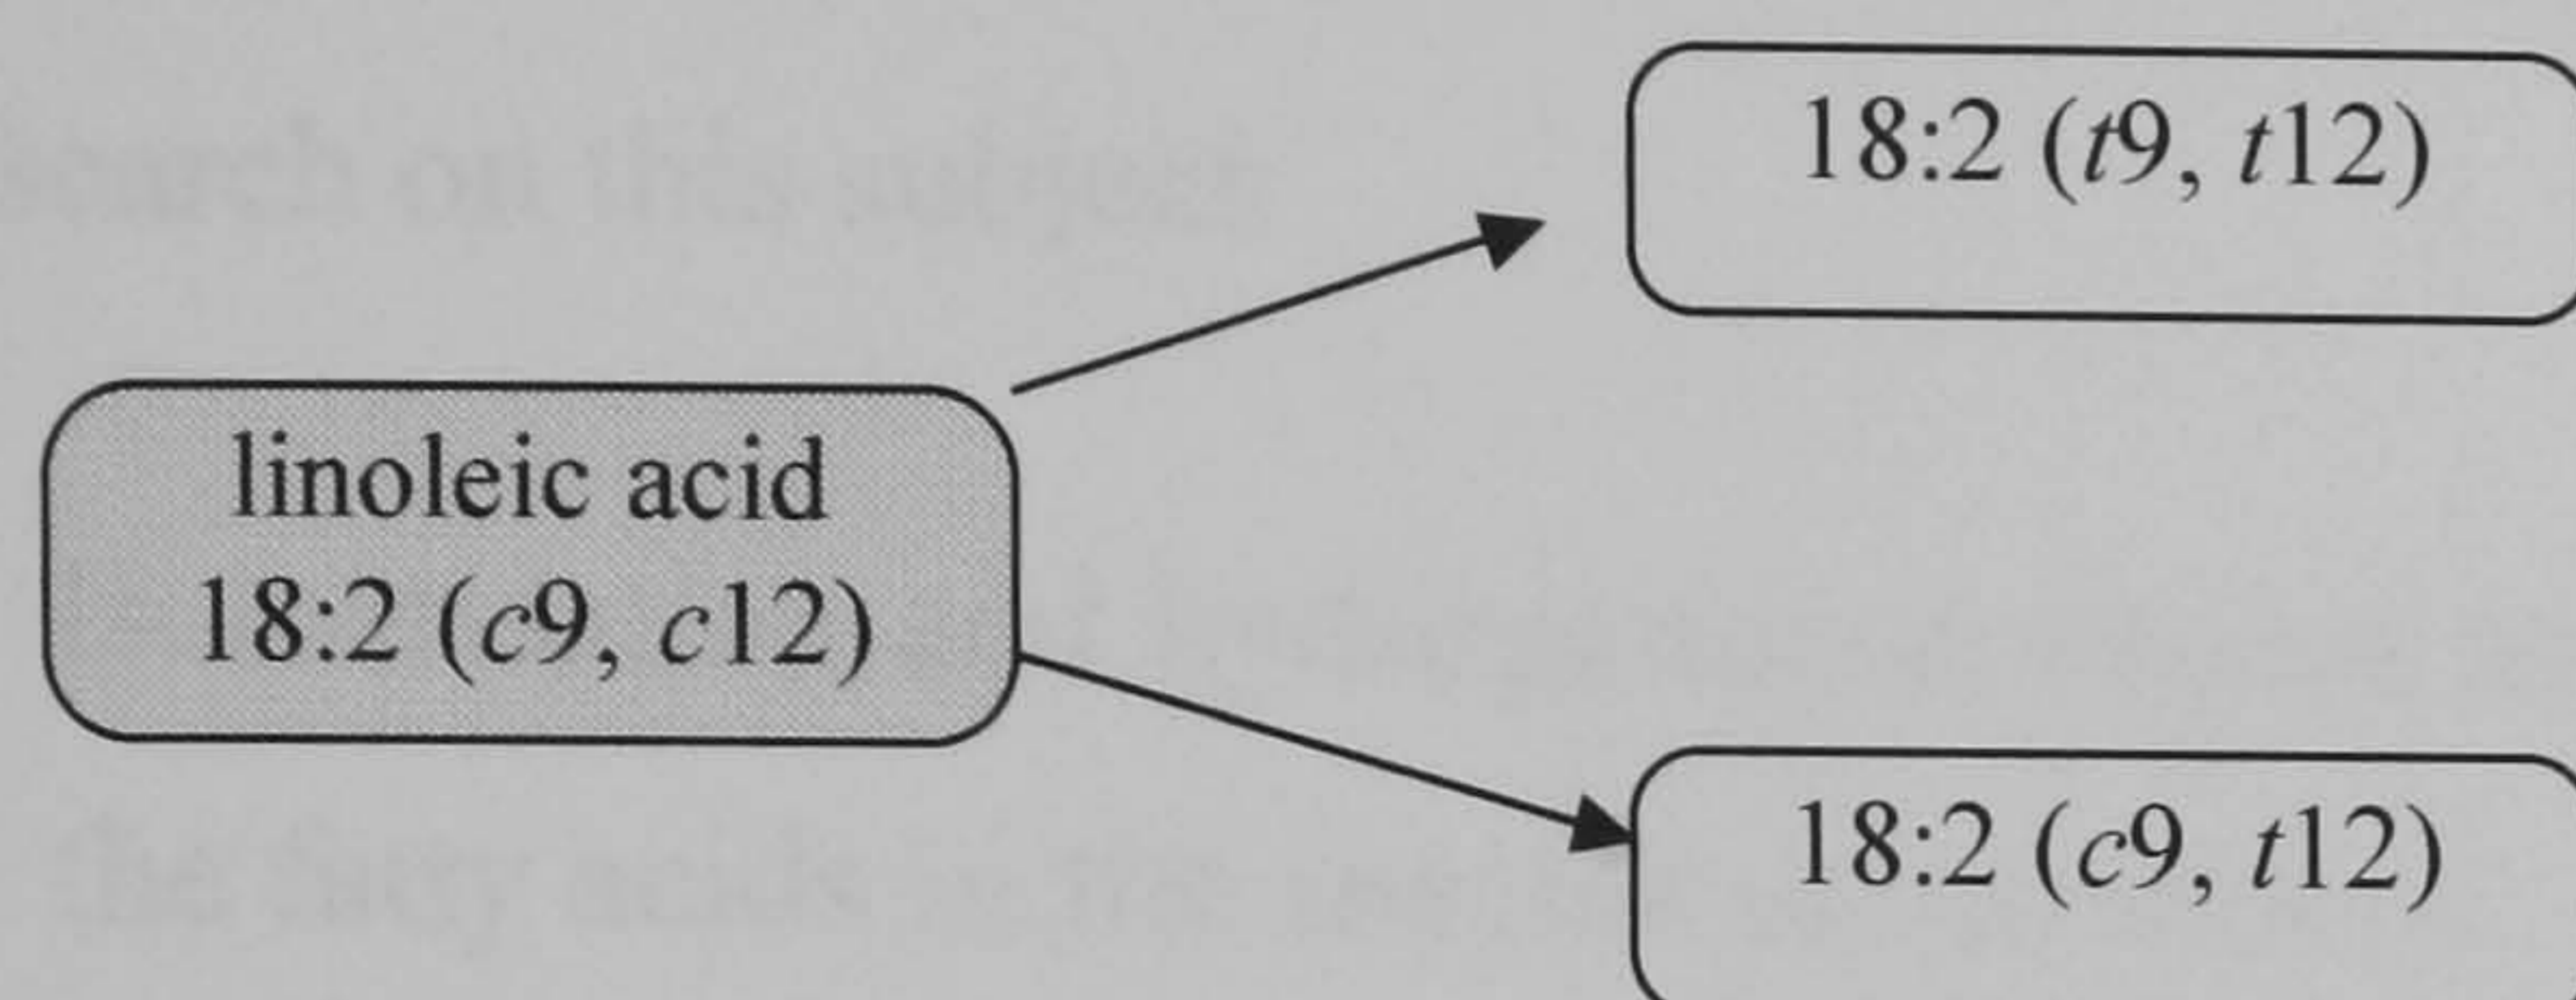 18:2 (t9, t12)
linoleic acid
18:2 (c9, c12)
18:2 (c9, t12)